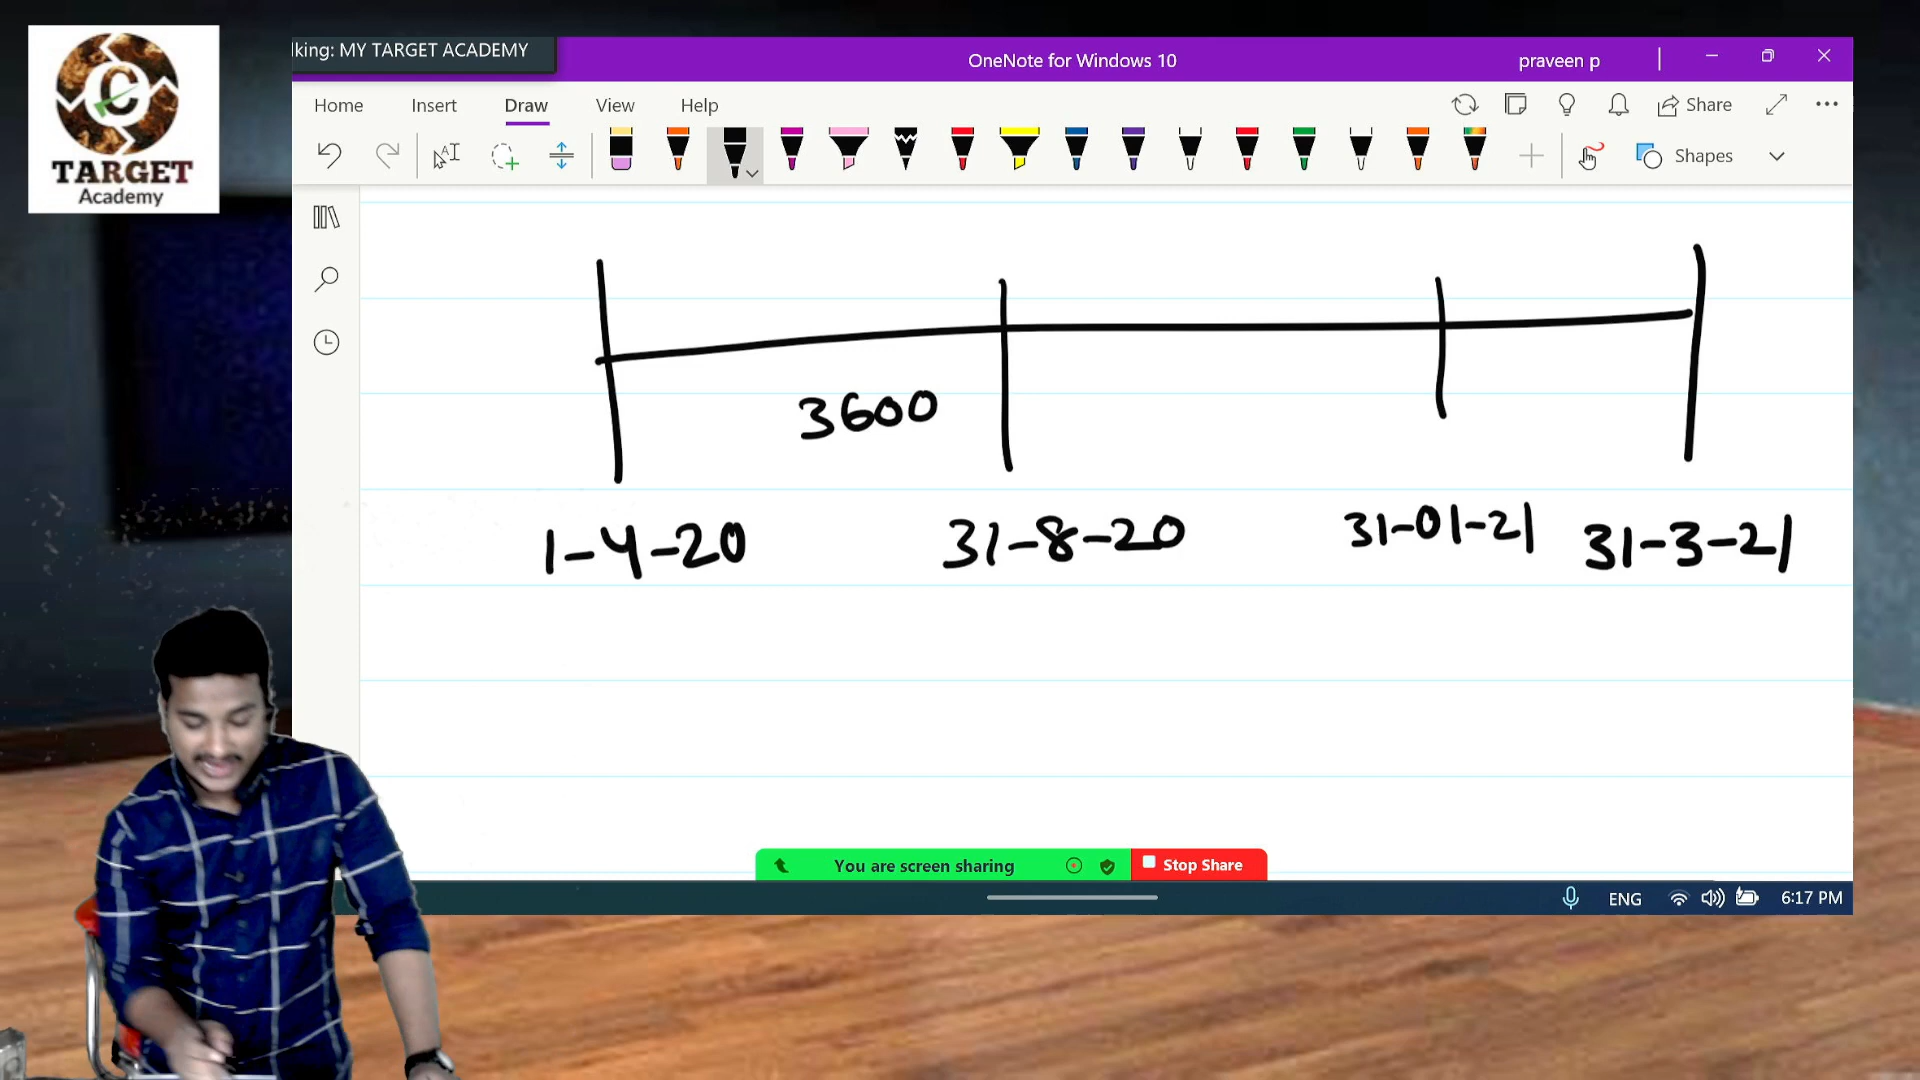 lking: MY TARGET ACADEMY
OneNote for Windows 10
praveen p
C
TARGET
Academy
Home Insert Draw View Help
Share
Shapes
3600
1-4-20 31-8-20 31-01-21 31-3-21
You are screen sharing
Stop Share
ENG
6:17 PM